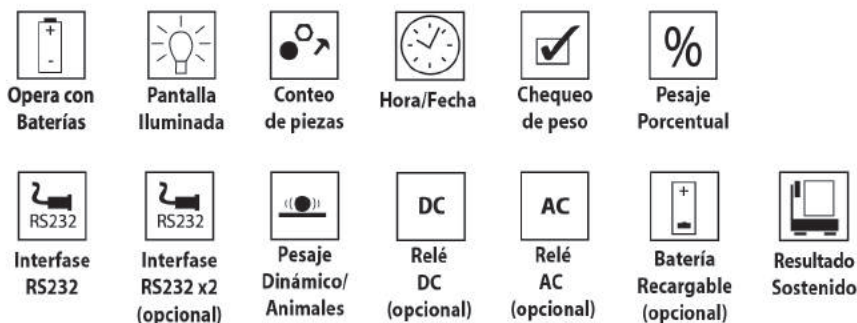 Opera con
Baterías
Pantalla
Iluminada
Conteo
de piezas
Hora/Fecha
Chequeo
de peso
%
Pesaje
Porcentual
RS232
Interfase
RS232
RS232
Interfase
RS232 x2
(opcional)
Pesaje
Dinámico/
Animales
DC
Relé
DC
(opcional)
AC
Relé
AC
(opcional)
Batería
Recargable
(opcional)
Resultado
Sostenido